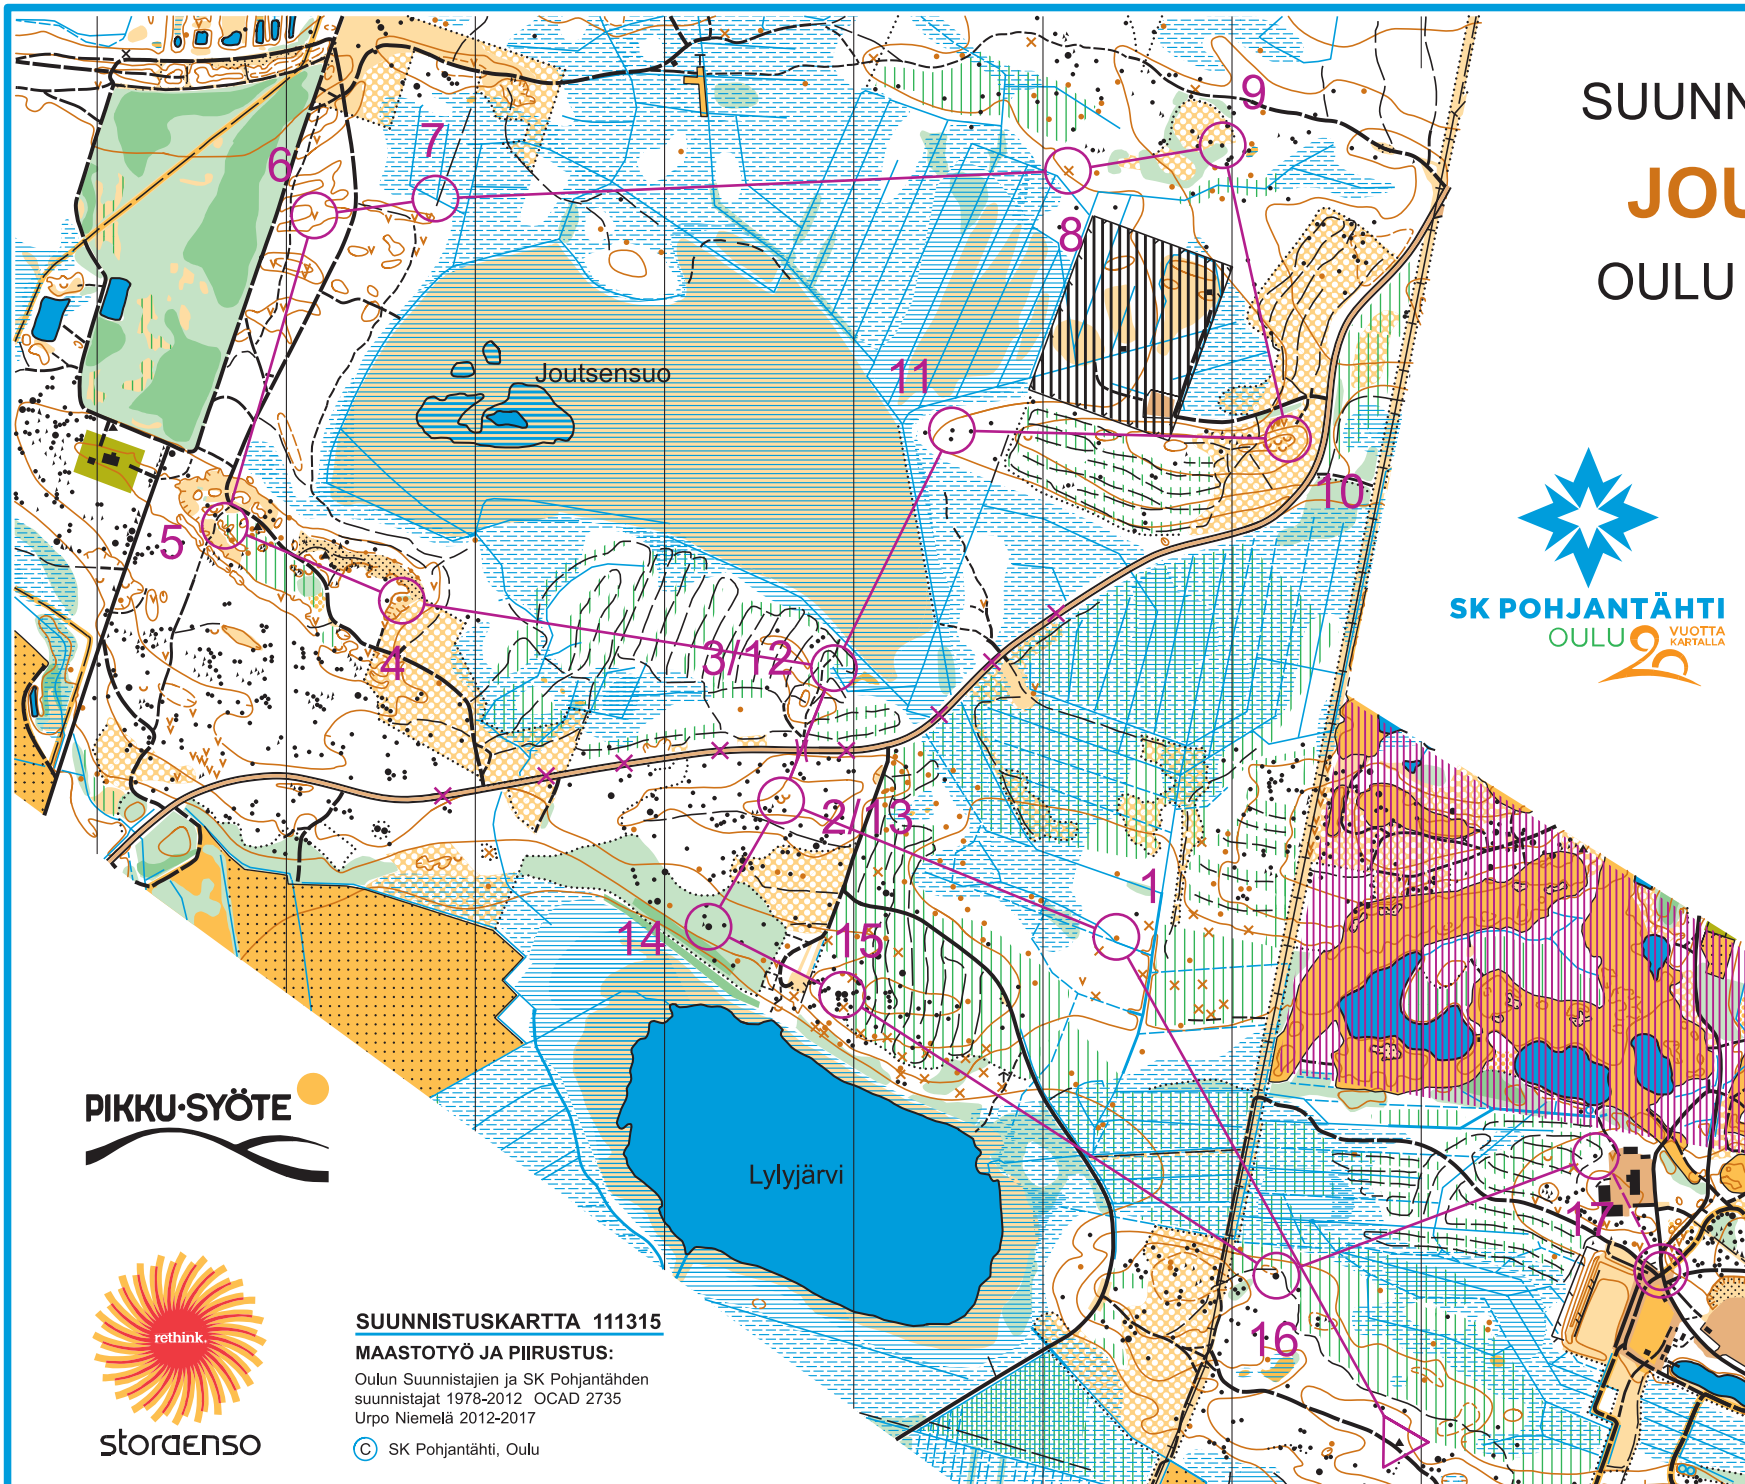 SUUNN
JOU
OULU
9
7
6
8
Joutsensuo
11
10
5
SK POHJANTÄHTI
OULU 20 VUOTTA
KARTALLA
3/12
4
2/13
1
14
15
PIKKU-SYÖTE
Lylyjärvi
17
rethink.
storaenso
16
SUUNNISTUSKARTTA 111315
MAASTOTYÖ JA PIIRUSTUS:
Oulun Suunnistajien ja SK Pohjantähden
suunnistajat 1978-2012 OCAD 2735
Urpo Niemelä 2012-2017
C SK Pohjantähti, Oulu